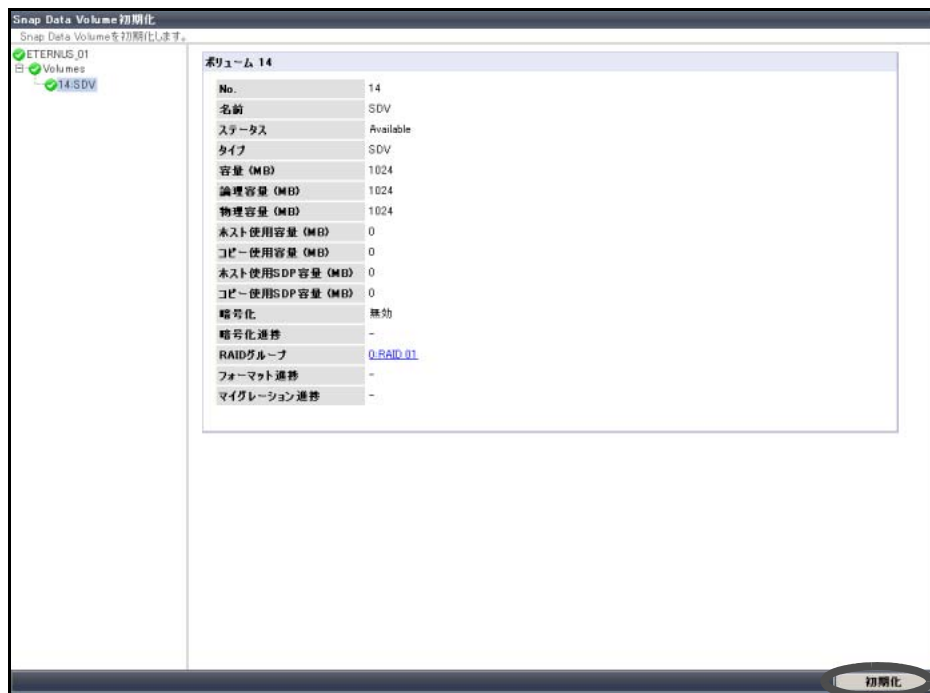 Snap Data Volume初期化
Snap Data Volumeを初期化します。
ETERNUS_01
Volumes
14:SDV
ボリューム 14
No. 14
名前 SDV
ステータス Available
タイプ SDV
容量 (MB) 1024
論理容量 (MB) 1024
物理容量 (MB) 1024
ホスト使用容量 (MB) 0
コピー使用容量 (MB) 0
ホスト使用SDP容量 (MB) 0
コピー使用SDP容量 (MB) 0
暗号化 無効
暗号化進捗 -
RAIDグループ 0:RAID_01
フォーマット進捗 -
マイグレーション進捗 -
初期化